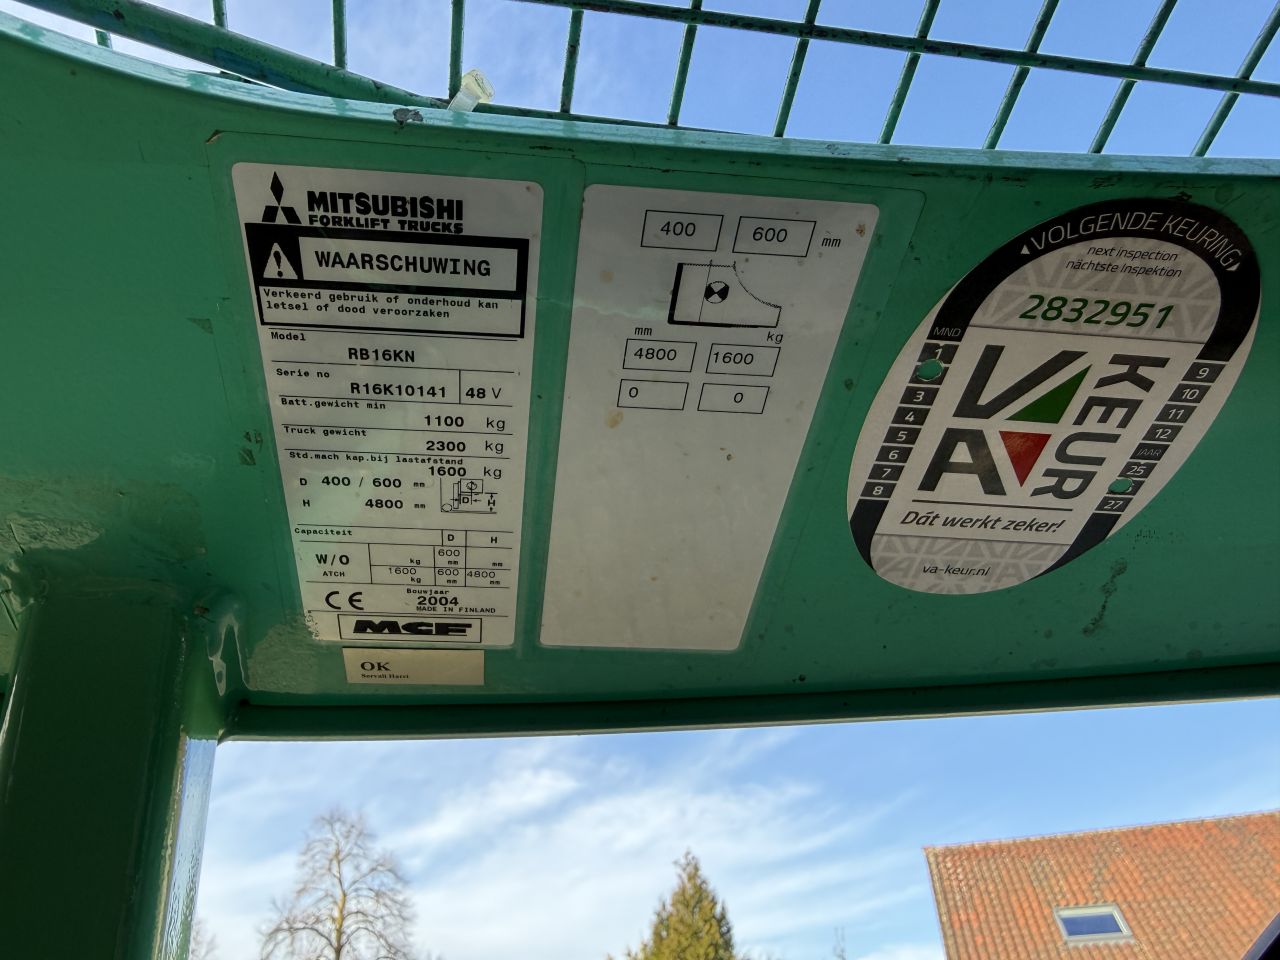 MITSUBISHI
FORKLIFT TRUCKS
WAARSCHUWING
Verkeerd gebruik of onderhoud kan
letsel of dood veroorzaken
Model
RB16KN
Serie no
R16K10141 48 V
Batt.gewicht min
1100 kg
Truck gewicht
2300 kg
Std.mach kap.bij lastafstand
1600 kg
D 400 / 600 mm
H 4800 mm
D H
Capaciteit D H
W/O
ATCH
kg 600 mm mm
1600 kg 600 mm 4800 mm
Bouwjaar
CE 2004
MADE IN FINLAND
MCF
OK
Servali Harri
400 600 mm
mm kg
4800 1600
0 0
VOLGENDE KEURING
next inspection
nächtste Inspektion
2832951
MND
1
3
4
5
6
7
8
VA KEUR
9
10
11
12
JAAR
25
27
Dát werkt zeker!
va-keur.nl